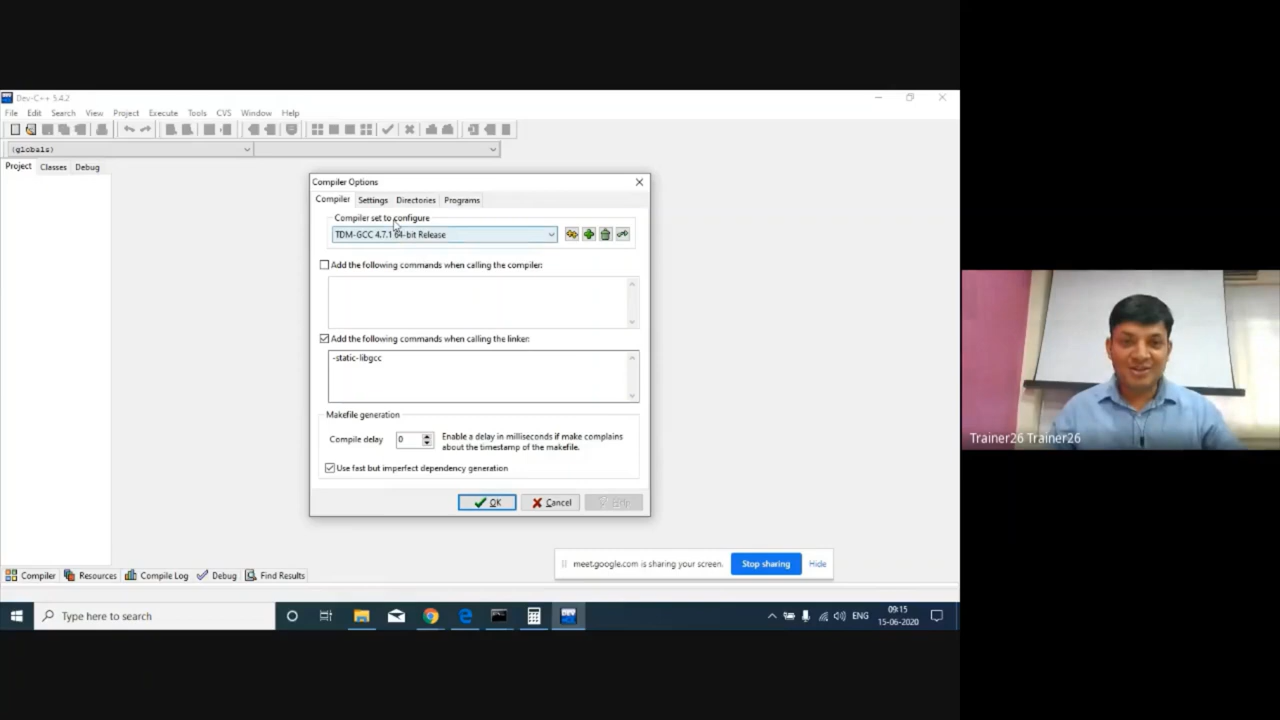 Dev-C++ 5.4.2
File Edit Search View Project Execute Tools CVS Window Help
(globals)
Project Classes Debug
Compiler Options
Compiler Settings Directories Programs
Compiler set to configure
TDM-GCC 4.7.1 64-bit Release
Add the following commands when calling the compiler:
Add the following commands when calling the linker:
-static-libgcc
Makefile generation
Compile delay 0 Enable a delay in milliseconds if make complains
about the timestamp of the makefile.
Use fast but imperfect dependency generation
OK Cancel Help
Trainer26 Trainer26
meet.google.com is sharing your screen. Stop sharing Hide
Compiler Resources Compile Log Debug Find Results
Type here to search
ENG
09:15
15-06-2020